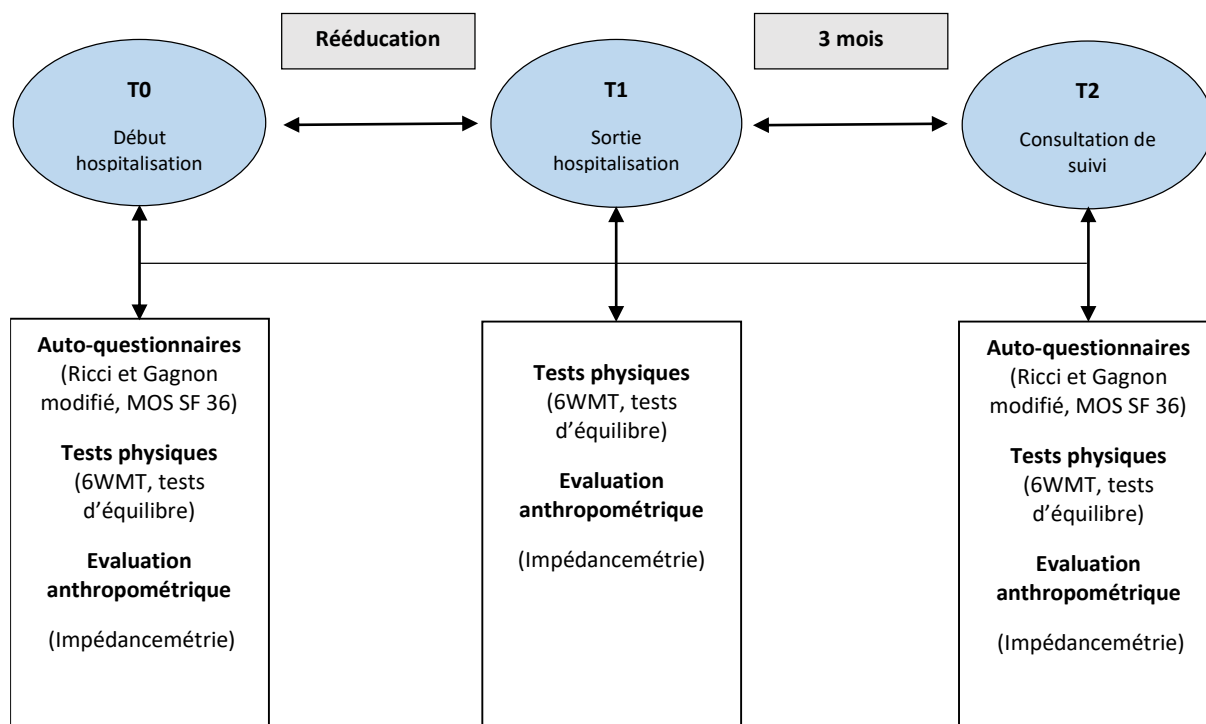 Rééducation
3 mois
T0
Début
hospitalisation
T1
Sortie
hospitalisation
T2
Consultation de
suivi
Auto-questionnaires
(Ricci et Gagnon
modifié, MOS SF 36)
Tests physiques
(6WMT, tests
d’équilibre)
Evaluation
anthropométrique
(Impédancemétrie)
Tests physiques
(6WMT, tests
d’équilibre)
Evaluation
anthropométrique
(Impédancemétrie)
Auto-questionnaires
(Ricci et Gagnon
modifié, MOS SF 36)
Tests physiques
(6WMT, tests
d’équilibre)
Evaluation
anthropométrique
(Impédancemétrie)